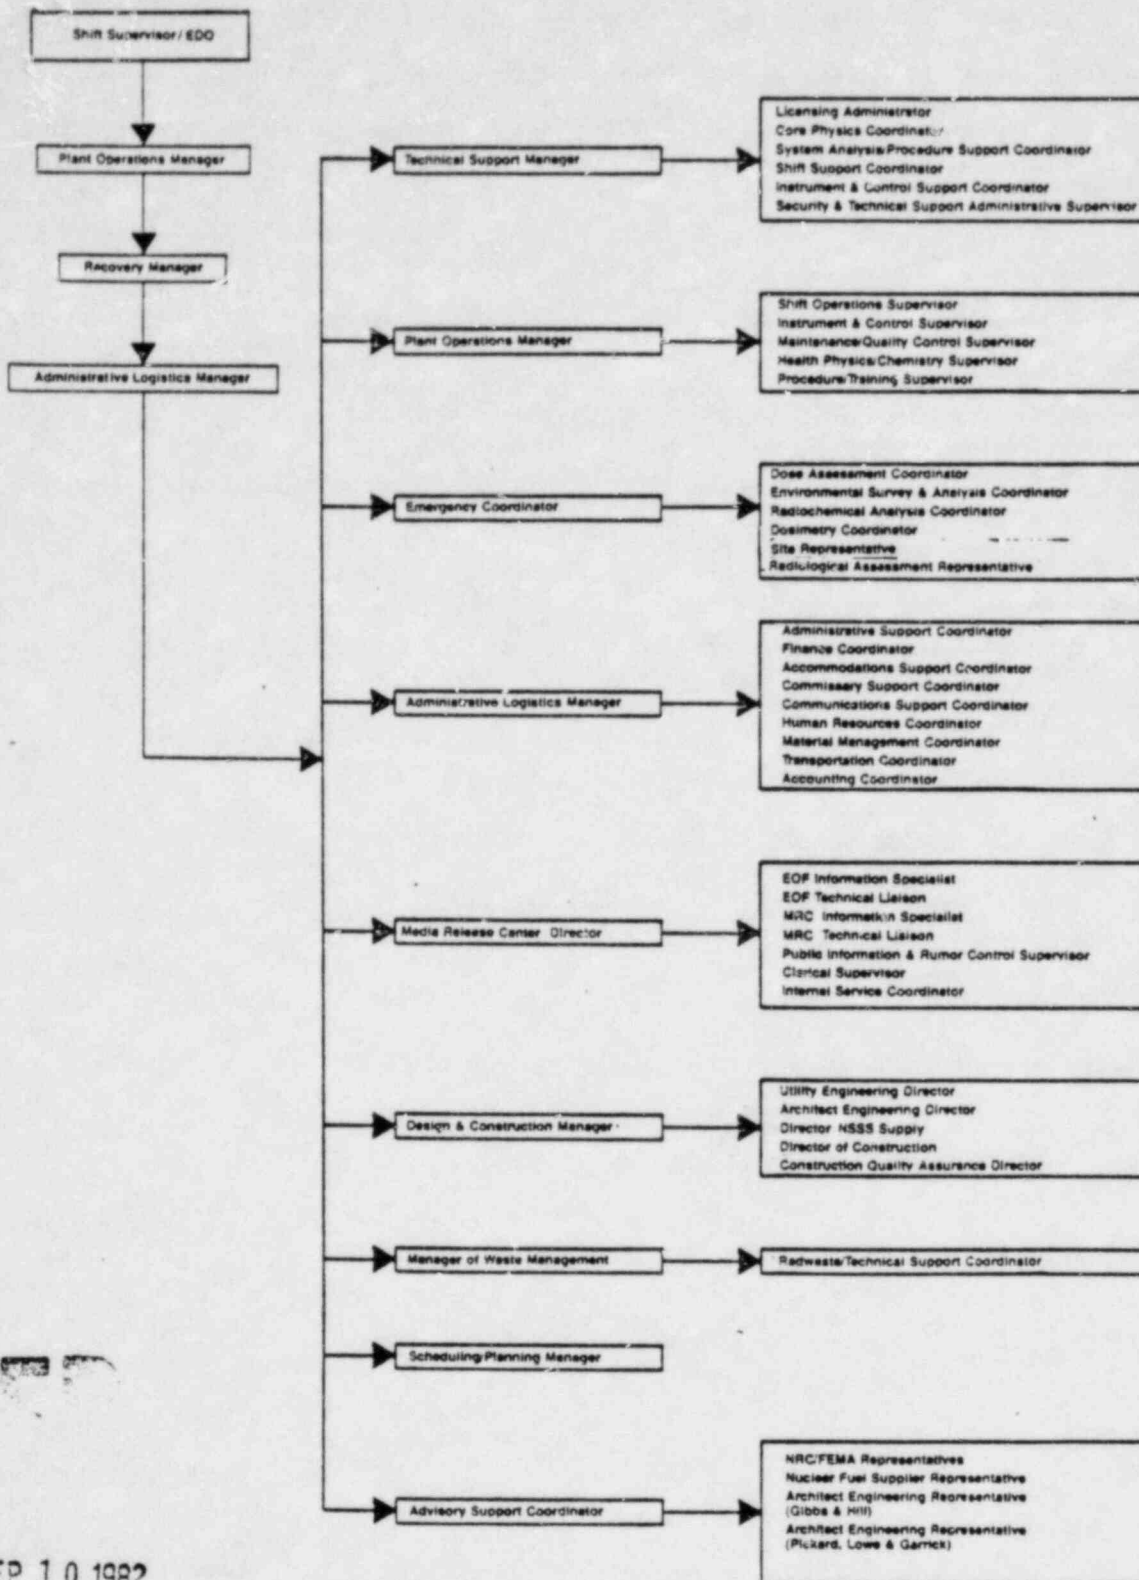 Shift Supervisor/EDO
Plant Operations Manager
Recovery Manager
Administrative Logistics Manager
Technical Support Manager
Licensing Administrator
Core Physics Coordinator
System Analysis/Procedure Support Coordinator
Shift Support Coordinator
Instrument & Control Support Coordinator
Security & Technical Support Administrative Supervisor
Plant Operations Manager
Shift Operations Supervisor
Instrument & Control Supervisor
Maintenance/Quality Control Supervisor
Health Physics/Chemistry Supervisor
Procedure/Training Supervisor
Emergency Coordinator
Dose Assessment Coordinator
Environmental Survey & Analysis Coordinator
Radiochemical Analysis Coordinator
Dosimetry Coordinator
Site Representative
Radiological Assessment Representative
Administrative Logistics Manager
Administrative Support Coordinator
Finance Coordinator
Accommodations Support Coordinator
Commissary Support Coordinator
Communications Support Coordinator
Human Resources Coordinator
Material Management Coordinator
Transportation Coordinator
Accounting Coordinator
Media Release Center Director
EOF Information Specialist
EOF Technical Liaison
MRC Information Specialist
MRC Technical Liaison
Public Information & Rumor Control Supervisor
Clerical Supervisor
Internal Service Coordinator
Design & Construction Manager
Utility Engineering Director
Architect Engineering Director
Director NSSS Supply
Director of Construction
Construction Quality Assurance Director
Manager of Waste Management
Radwaste/Technical Support Coordinator
Scheduling/Planning Manager
Advisory Support Coordinator
NRC/FEMA Representatives
Nuclear Fuel Supplier Representative
Architect Engineering Representative
(Gibbs & Hill)
Architect Engineering Representative
(Pickard, Lowe & Garrick)
EP 10 1982